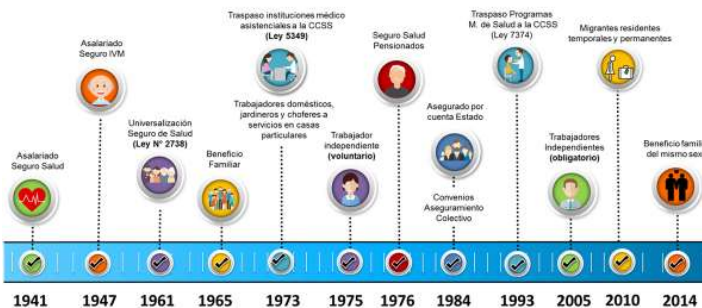 Asalariado
Seguro Salud
Asalariado
Seguro IVM
Universalización
Seguro de Salud
(Ley N° 2738)
Beneficio
Familiar
Traspaso instituciones médico
asistenciales a la CCSS
(Ley 5349)
Trabajadores domésticos,
jardineros y choferes a
servicios en casas
particulares
Trabajador
independiente
(voluntario)
Seguro Salud
Pensionados
Asegurado por
cuenta Estado
Convenios
Aseguramiento
Colectivo
Traspaso Programas
M. de Salud a la CCSS
(Ley 7374)
Trabajadores
Independientes
(obligatorio)
Migrantes residentes
temporales y permanentes
Beneficio famili
del mismo sex
1941
1947
1961
1965
1973
1975
1976
1984
1993
2005
2010
2014